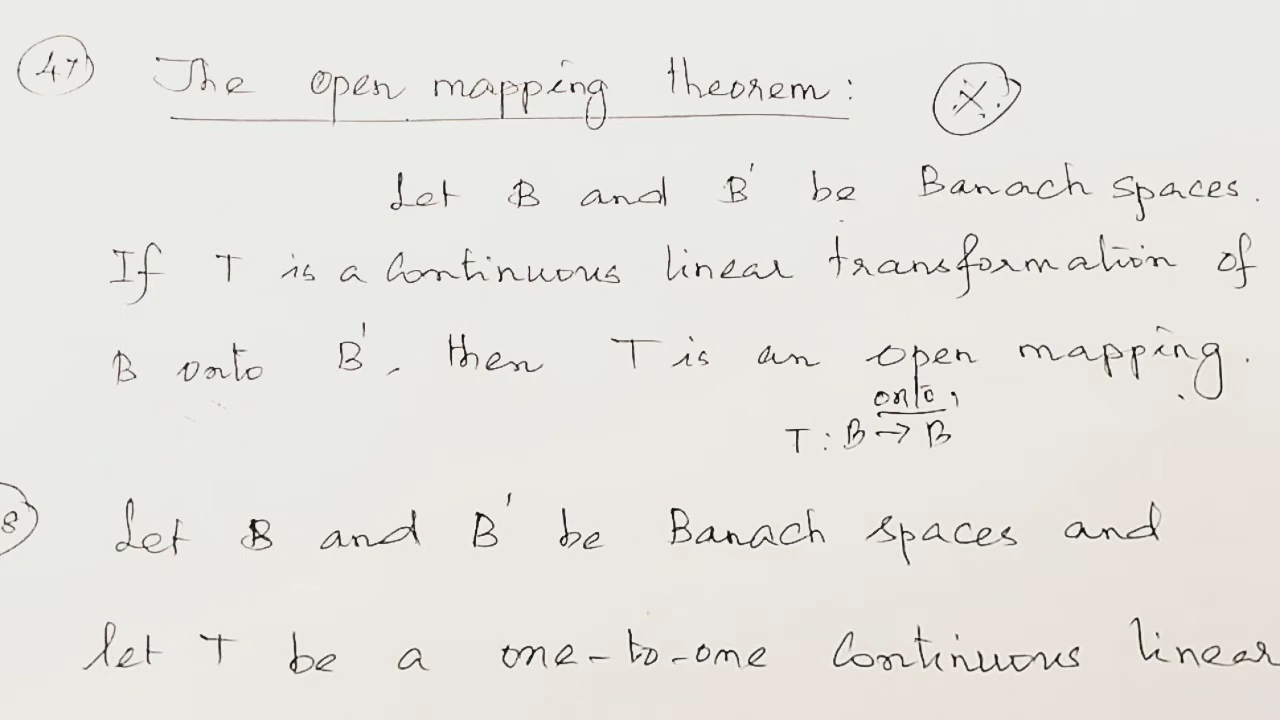 47 The open mapping theorem: X
Let B and B' be Banach spaces.
If T is a Continuous linear transformation of
B onto B', then T is an open mapping.
onto,
T : B → B
8 Let B and B' be Banach spaces and
let T be a one-to-one Continuous linear